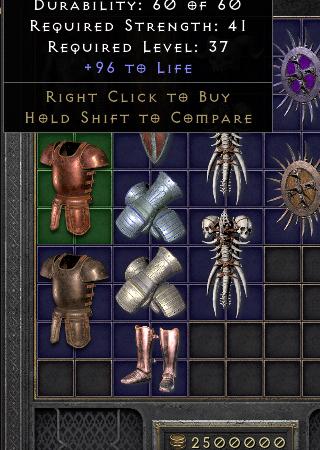 Durability: 60 of 60
Required Strength: 41
Required Level: 37
+96 to Life
Right Click to Buy
Hold Shift to Compare
2500000